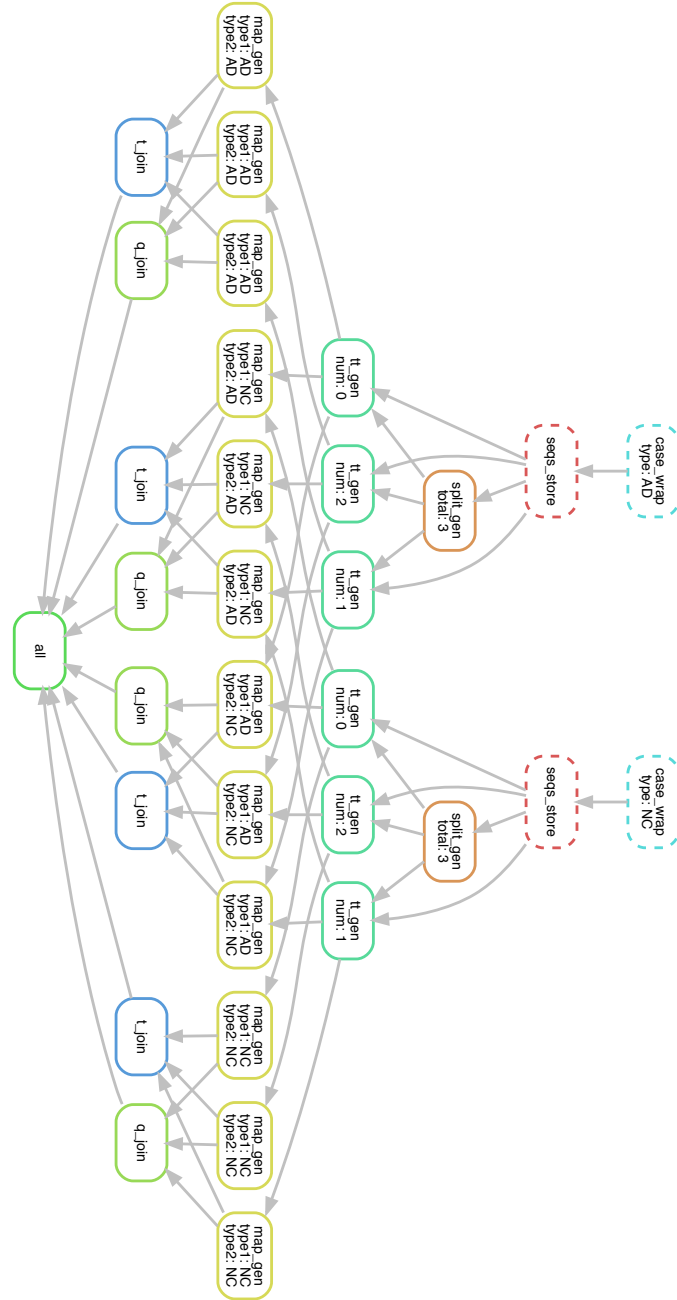 case_wrap
type: AD
case_wrap
type: NC
seqs_store
seqs_store
split_gen
total: 3
split_gen
total: 3
tt_gen
num: 0
tt_gen
num: 2
tt_gen
num: 1
tt_gen
num: 0
tt_gen
num: 2
tt_gen
num: 1
map_gen
type1: AD
type2: AD
map_gen
type1: AD
type2: AD
map_gen
type1: AD
type2: AD
map_gen
type1: NC
type2: AD
map_gen
type1: NC
type2: AD
map_gen
type1: NC
type2: AD
map_gen
type1: AD
type2: NC
map_gen
type1: AD
type2: NC
map_gen
type1: AD
type2: NC
map_gen
type1: NC
type2: NC
map_gen
type1: NC
type2: NC
map_gen
type1: NC
type2: NC
t_join
q_join
t_join
q_join
q_join
t_join
t_join
q_join
all